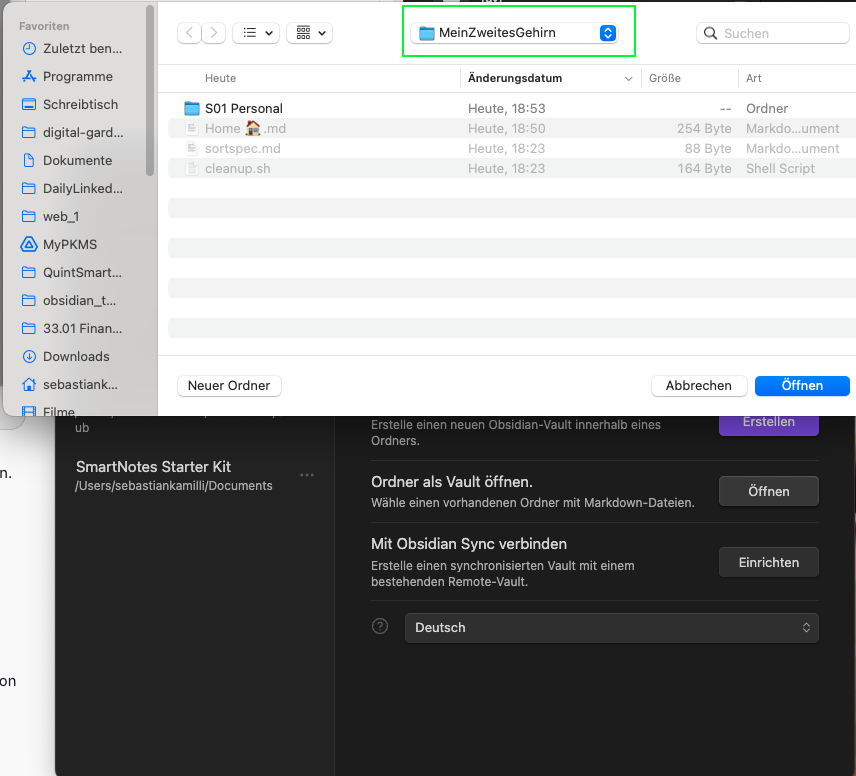 Favoriten
Zuletzt ben...
Programme
Schreibtisch
digital-gard...
Dokumente
DailyLinked...
web_1
MyPKMS
QuintSmart...
obsidian_t...
33.01 Finan...
Downloads
sebastiank...
Filme
MeinZweitesGehirn
Suchen
Heute Änderungsdatum Größe Art
S01 Personal Heute, 18:53 -- Ordner
Home 🏠.md Heute, 18:50 254 Byte Markdo...ument
sortspec.md Heute, 18:23 88 Byte Markdo...ument
cleanup.sh Heute, 18:23 164 Byte Shell Script
Neuer Ordner Abbrechen Öffnen
n.
on
ub
SmartNotes Starter Kit
/Users/sebastiankamilli/Documents
Erstelle einen neuen Obsidian-Vault innerhalb eines
Ordners.
Erstellen
Ordner als Vault öffnen.
Wähle einen vorhandenen Ordner mit Markdown-Dateien.
Öffnen
Mit Obsidian Sync verbinden
Erstelle einen synchronisierten Vault mit einem
bestehenden Remote-Vault.
Einrichten
Deutsch